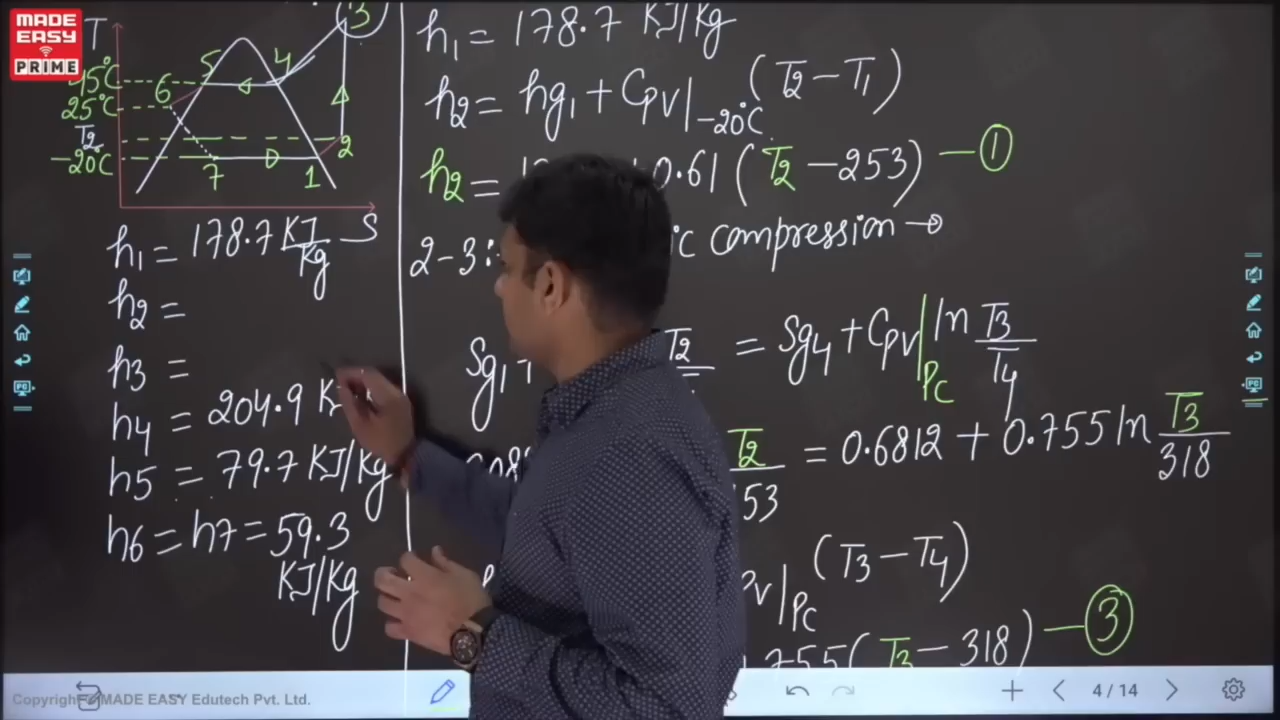 MADE
EASY
PRIME
T
3
5
4
45°C
6
25°C
T2
2
-20°C
7
1
S
h1 = 178.7 KJ/Kg
h2 =
h3 =
h4 = 204.9
h5 = 79.7 KJ/Kg
h6 = h7 = 59.3
KJ/Kg
h1 = 178.7 KJ/Kg
h2 = hg1 + Cpv|-20°C (T2 - T1)
h2 = 0.61 (T2 - 253) — ①
2-3: compression →
Sg1 + T2 = Sg4 + Cpv|Pc ln T3/T4
T2 = 0.6812 + 0.755 ln T3/318
(T3 - T4)
Pc
.755 (T3 - 318) — ③
Copyright © MADE EASY Edutech Pvt. Ltd.
4 / 14